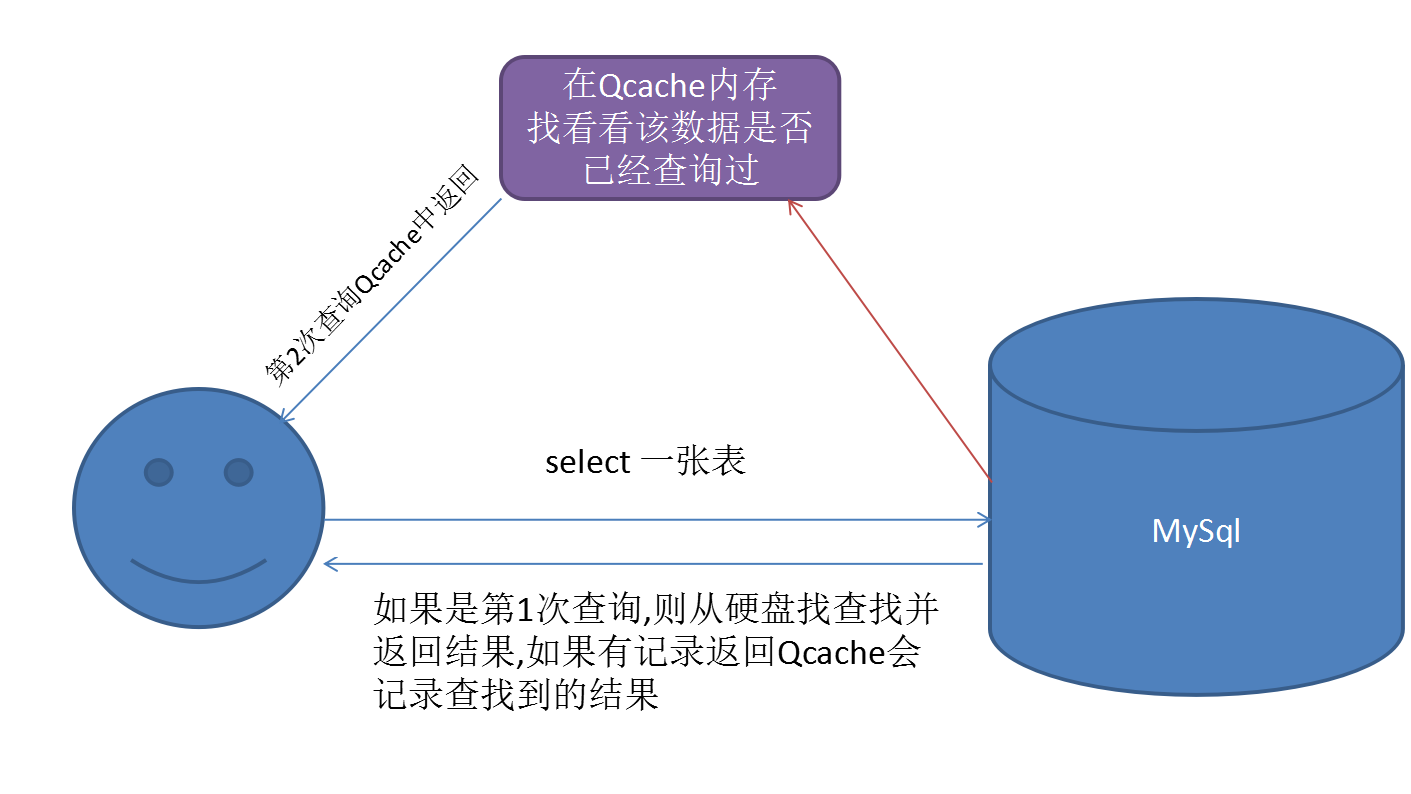 在Qcache内存
找看看该数据是否
已经查询过
第2次查询Qcache中返回
select 一张表
MySql
如果是第1次查询,则从硬盘找查找并
返回结果,如果有记录返回Qcache会
记录查找到的结果